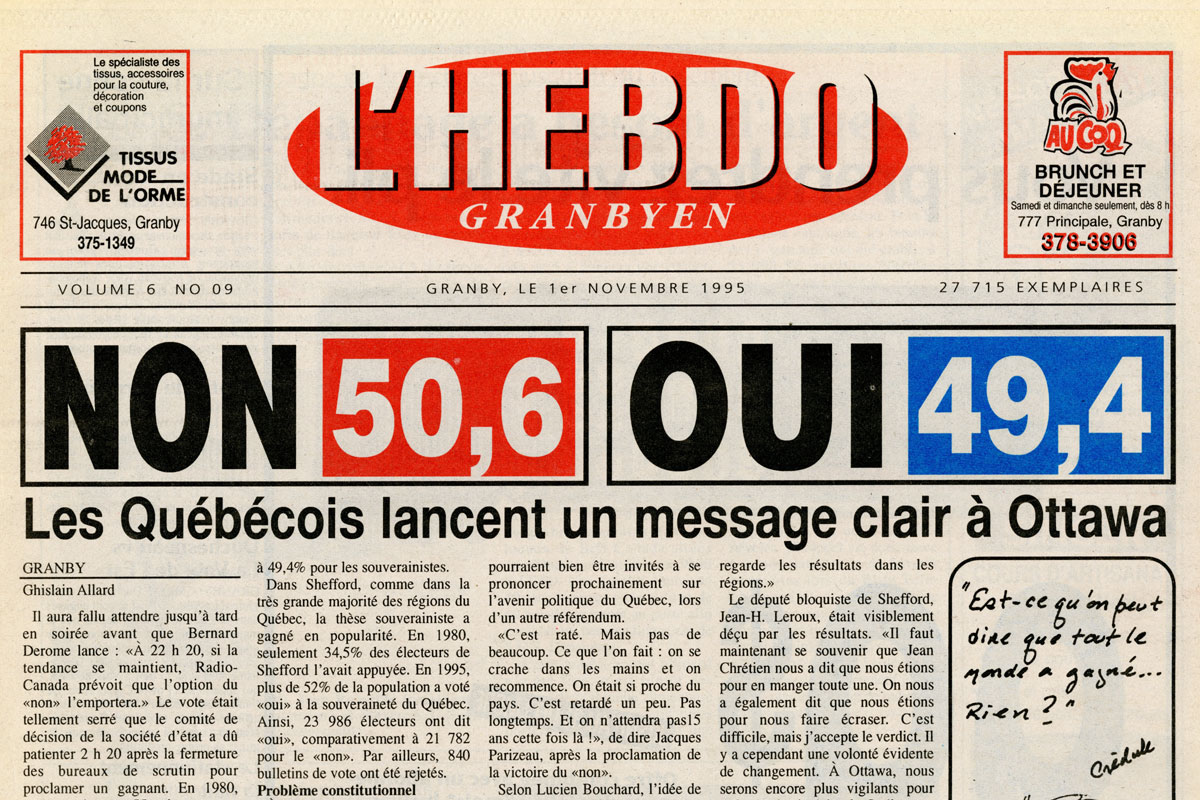 Le spécialiste des
tissus, accessoires
pour la couture,
décoration
et coupons
TISSUS
MODE
DE L'ORME
746 St-Jacques, Granby
375-1349
L'HEBDO
GRANBYEN
AU COQ
BRUNCH ET
DÉJEUNER
Samedi et dimanche seulement, dès 8 h
777 Principale, Granby
378-3906
VOLUME 6 NO 09
GRANBY, LE 1er NOVEMBRE 1995
27 715 EXEMPLAIRES
NON 50,6
OUI 49,4
Les Québécois lancent un message clair à Ottawa
GRANBY
Ghislain Allard
Il aura fallu attendre jusqu'à tard
en soirée avant que Bernard
Derome lance : «À 22 h 20, si la
tendance se maintient, Radio-
Canada prévoit que l'option du
«non» l'emportera.» Le vote était
tellement serré que le comité de
décision de la société d'état a dû
patienter 2 h 20 après la fermeture
des bureaux de scrutin pour
proclamer un gagnant. En 1980,
à 49,4% pour les souverainistes.
Dans Shefford, comme dans la
très grande majorité des régions du
Québec, la thèse souverainiste a
gagné en popularité. En 1980,
seulement 34,5% des électeurs de
Shefford l'avait appuyée. En 1995,
plus de 52% de la population a voté
«oui» à la souveraineté du Québec.
Ainsi, 23 986 électeurs ont dit
«oui», comparativement à 21 782
pour le «non». Par ailleurs, 840
bulletins de vote ont été rejetés.
Problème constitutionnel
pourraient bien être invités à se
prononcer prochainement sur
l'avenir politique du Québec, lors
d'un autre référendum.
«C'est raté. Mais pas de
beaucoup. Ce que l'on fait : on se
crache dans les mains et on
recommence. On était si proche du
pays. C'est retardé un peu. Pas
longtemps. Et on n'attendra pas15
ans cette fois là !», de dire Jacques
Parizeau, après la proclamation de
la victoire du «non».
Selon Lucien Bouchard, l'idée de
regarde les résultats dans les
régions.»
Le député bloquiste de Shefford,
Jean-H. Leroux, était visiblement
déçu par les résultats. «Il faut
maintenant se souvenir que Jean
Chrétien nous a dit que nous étions
pour en manger toute une. On nous
a également dit que nous étions
pour nous faire écraser. C'est
difficile, mais j'accepte le verdict. Il
y a cependant une volonté évidente
de changement. À Ottawa, nous
serons encore plus vigilants pour
"Est-ce qu'on peut
dire que tout le
monde a gagné...
Rien?"
Crédule